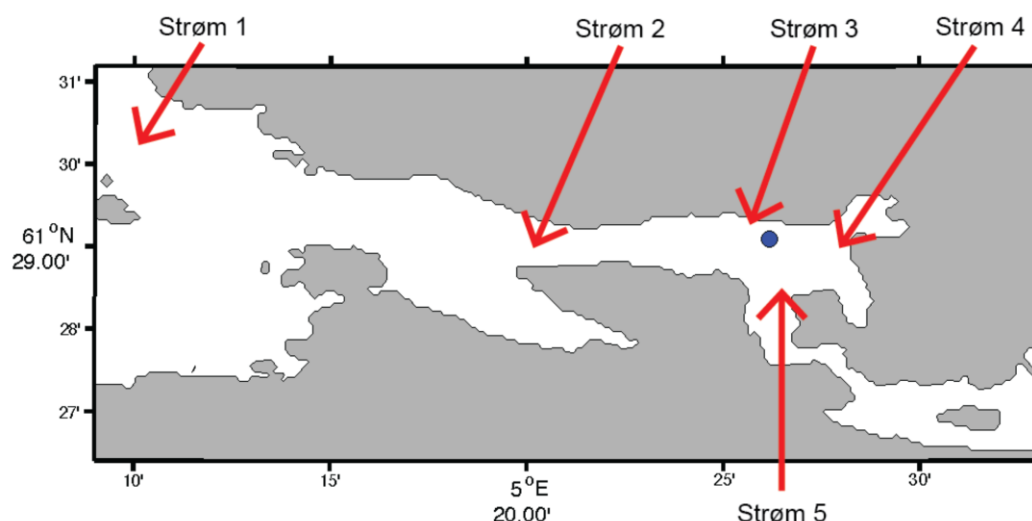 Strøm 1
Strøm 2
Strøm 3
Strøm 4
31'
30'
61 °N
29.00'
28'
27'
10'
15'
5 °E
20.00'
25'
30'
Strøm 5